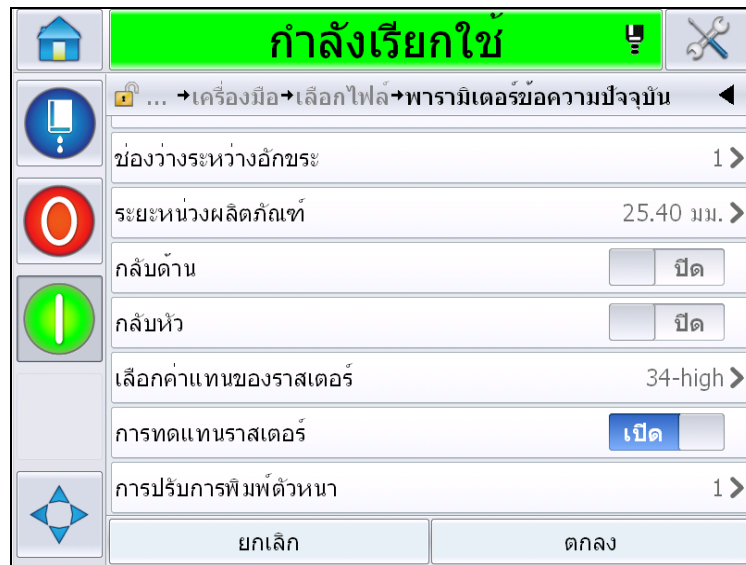 กำลังเรียกใช้
... →เครื่องมือ→เลือกไฟล์→พารามิเตอร์ข้อความปัจจุบัน
ช่องว่างระหว่างอักขระ 1
ระยะหน่วงผลิตภัณฑ์ 25.40 มม.
กลับด้าน ปิด
กลับหัว ปิด
เลือกค่าแทนของราสเตอร์ 34-high
การทดแทนราสเตอร์ เปิด
การปรับการพิมพ์ตัวหนา 1
ยกเลิก ตกลง